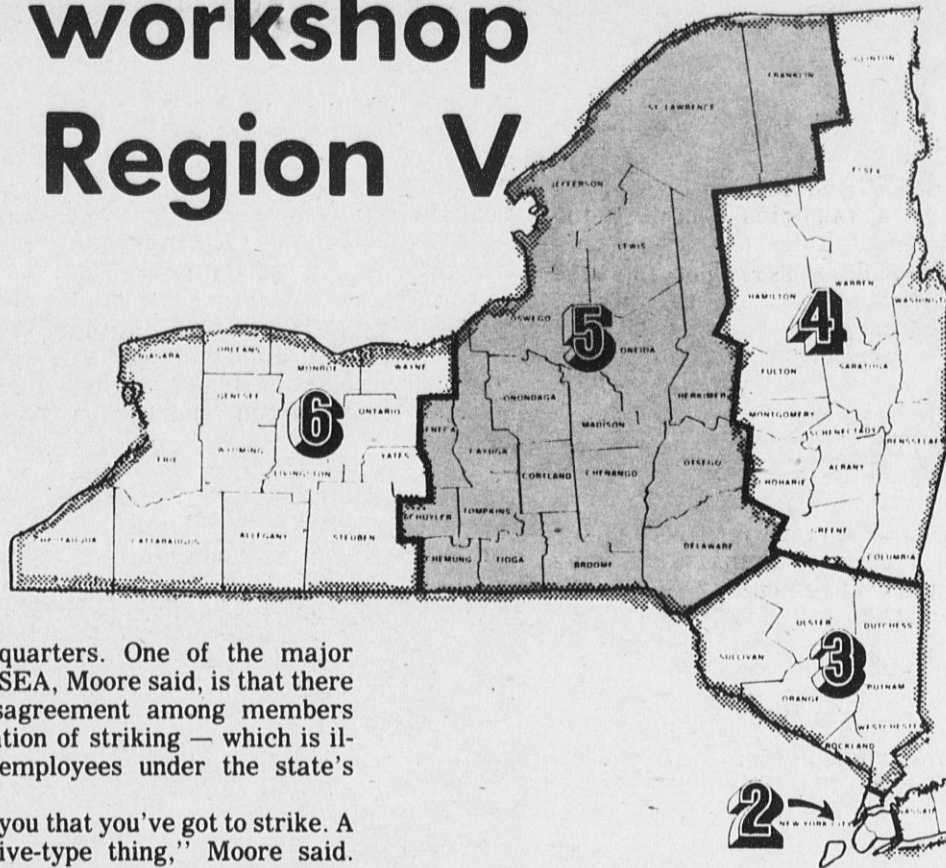 workshop
Region V
CLINTON
FRANKLIN
ST. LAWRENCE
ESSEX
JEFFERSON
LEWIS
HAMILTON
WARREN
WASHINGTO
OSWEGO
5
ONEIDA
4
NIAGARA
ORLEANS
MONROE
WAYNE
FULTON
SARATOGA
GENESEE
ONTARIO
6
ONONDAGA
HERKIMER
MONTGOMERY
MADISON
SCHENECTADY
RENSSELAE
ENECA
CAYUGA
ERIE
WYOMING
LIVINGSTON
YATES
CORTLAND
CHENANGO
OTSEGO
ALBANY
CHOHARIE
SCHUYLER
TOMPKINS
GREENE
CHAUTAUQUA
CATTARAUGUS
ALLEGANY
STEUBEN
CHEMUNG
TIOGA
BROOME
DELAWARE
COLUMBIA
ULSTER
DUTCHESS
SULLIVAN
3
ORANGE
PUTNAM
WESTCHESTER
ROCKLAND
2
NEW YORK CITY
NASSAU
quarters. One of the major
SEA, Moore said, is that there
sagreement among members
ation of striking — which is il-
employees under the state's
you that you've got to strike. A
ive-type thing," Moore said.